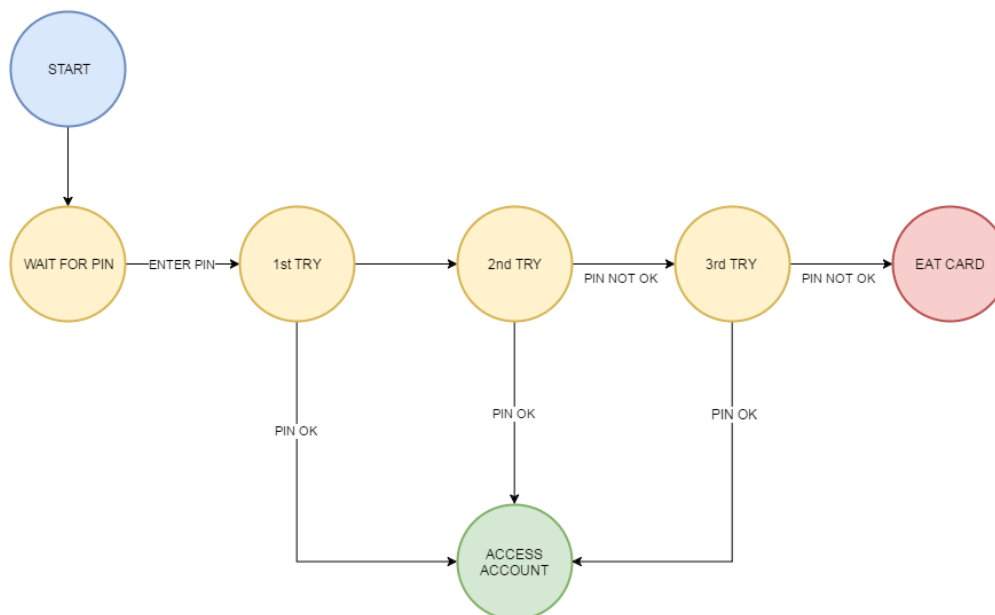 START
WAIT FOR PIN
ENTER PIN
1st TRY
2nd TRY
PIN NOT OK
3rd TRY
PIN NOT OK
EAT CARD
PIN OK
PIN OK
PIN OK
ACCESS
ACCOUNT